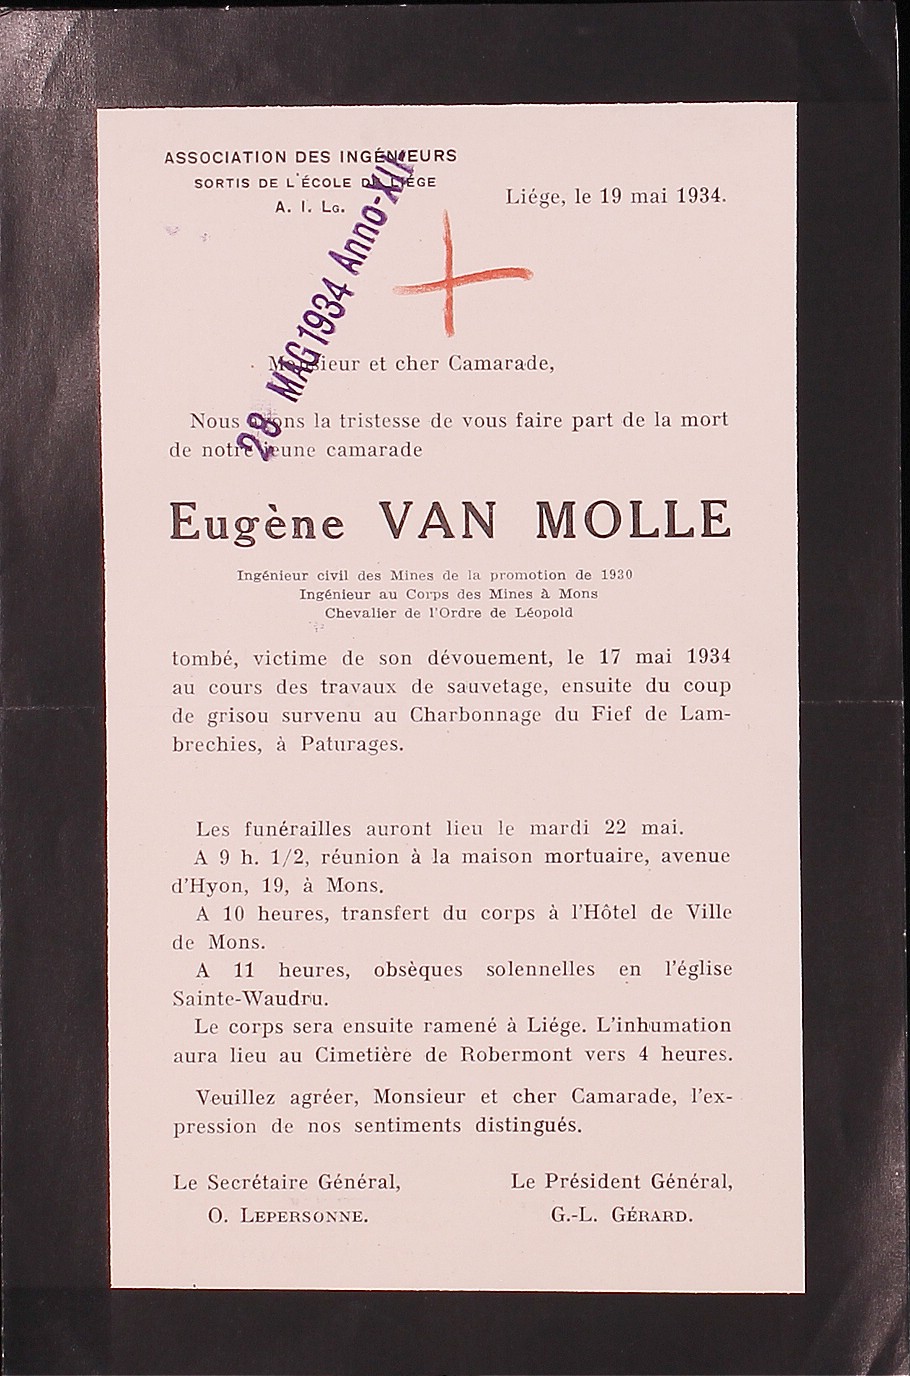 ASSOCIATION DES INGÉNIEURS
SORTIS DE L'ÉCOLE DE LIÉGE
A. I. LG.
Liége, le 19 mai 1934.
28 MAG 1934 Anno-XII
Monsieur et cher Camarade,
Nous avons la tristesse de vous faire part de la mort
de notre jeune camarade
Eugène VAN MOLLE
Ingénieur civil des Mines de la promotion de 1930
Ingénieur au Corps des Mines à Mons
Chevalier de l'Ordre de Léopold
tombé, victime de son dévouement, le 17 mai 1934
au cours des travaux de sauvetage, ensuite du coup
de grisou survenu au Charbonnage du Fief de Lam-
brechies, à Paturages.
Les funérailles auront lieu le mardi 22 mai.
A 9 h. 1/2, réunion à la maison mortuaire, avenue
d'Hyon, 19, à Mons.
A 10 heures, transfert du corps à l'Hôtel de Ville
de Mons.
A 11 heures, obsèques solennelles en l'église
Sainte-Waudru.
Le corps sera ensuite ramené à Liége. L'inhumation
aura lieu au Cimetière de Robermont vers 4 heures.
Veuillez agréer, Monsieur et cher Camarade, l'ex-
pression de nos sentiments distingués.
Le Secrétaire Général,
O. LEPERSONNE.
Le Président Général,
G.-L. GÉRARD.